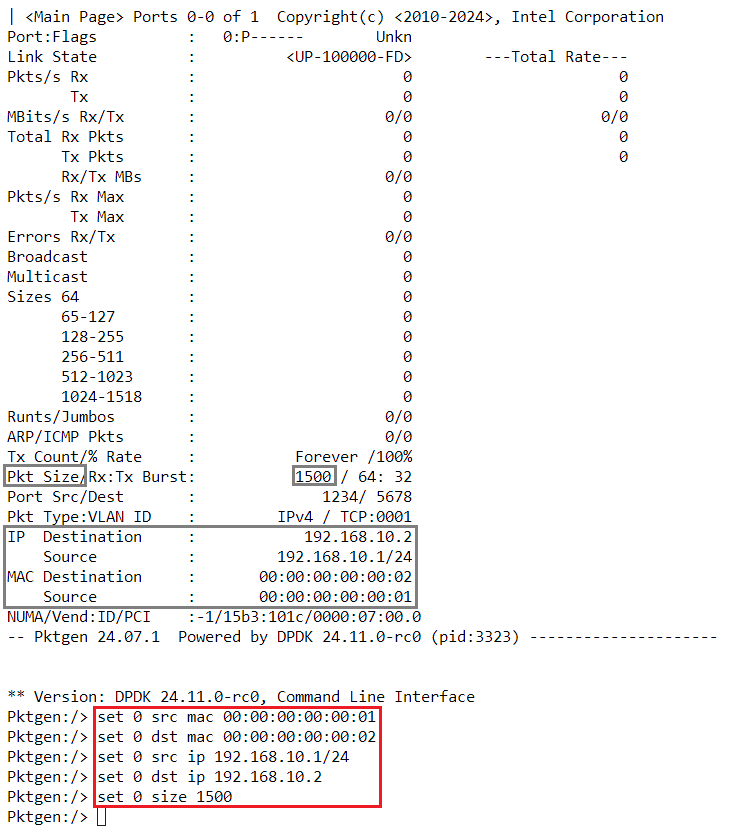 | <Main Page> Ports 0-0 of 1  Copyright(c) <2010-2024>, Intel Corporation
Port:Flags          :   0:P------        Unkn
Link State          :          <UP-100000-FD>        ---Total Rate---
Pkts/s Rx           :                       0                       0
       Tx           :                       0                       0
MBits/s Rx/Tx       :                     0/0                     0/0
Total Rx Pkts       :                       0                       0
      Tx Pkts       :                       0                       0
      Rx/Tx MBs     :                     0/0
Pkts/s Rx Max       :                       0
       Tx Max       :                       0
Errors Rx/Tx        :                     0/0
Broadcast           :                       0
Multicast           :                       0
Sizes 64            :                       0
      65-127        :                       0
      128-255       :                       0
      256-511       :                       0
      512-1023      :                       0
      1024-1518     :                       0
Runts/Jumbos        :                     0/0
ARP/ICMP Pkts       :                     0/0
Tx Count/% Rate     :           Forever /100%
Pkt Size/Rx:Tx Burst:           1500 / 64: 32
Port Src/Dest       :              1234/ 5678
Pkt Type:VLAN ID    :         IPv4 / TCP:0001
IP  Destination     :            192.168.10.2
    Source          :         192.168.10.1/24
MAC Destination     :       00:00:00:00:00:02
    Source          :       00:00:00:00:00:01
NUMA/Vend:ID/PCI    :-1/15b3:101c/0000:07:00.0
-- Pktgen 24.07.1  Powered by DPDK 24.11.0-rc0 (pid:3323) ---------------------
** Version: DPDK 24.11.0-rc0, Command Line Interface
Pktgen:/> set 0 src mac 00:00:00:00:00:01
Pktgen:/> set 0 dst mac 00:00:00:00:00:02
Pktgen:/> set 0 src ip 192.168.10.1/24
Pktgen:/> set 0 dst ip 192.168.10.2
Pktgen:/> set 0 size 1500
Pktgen:/>